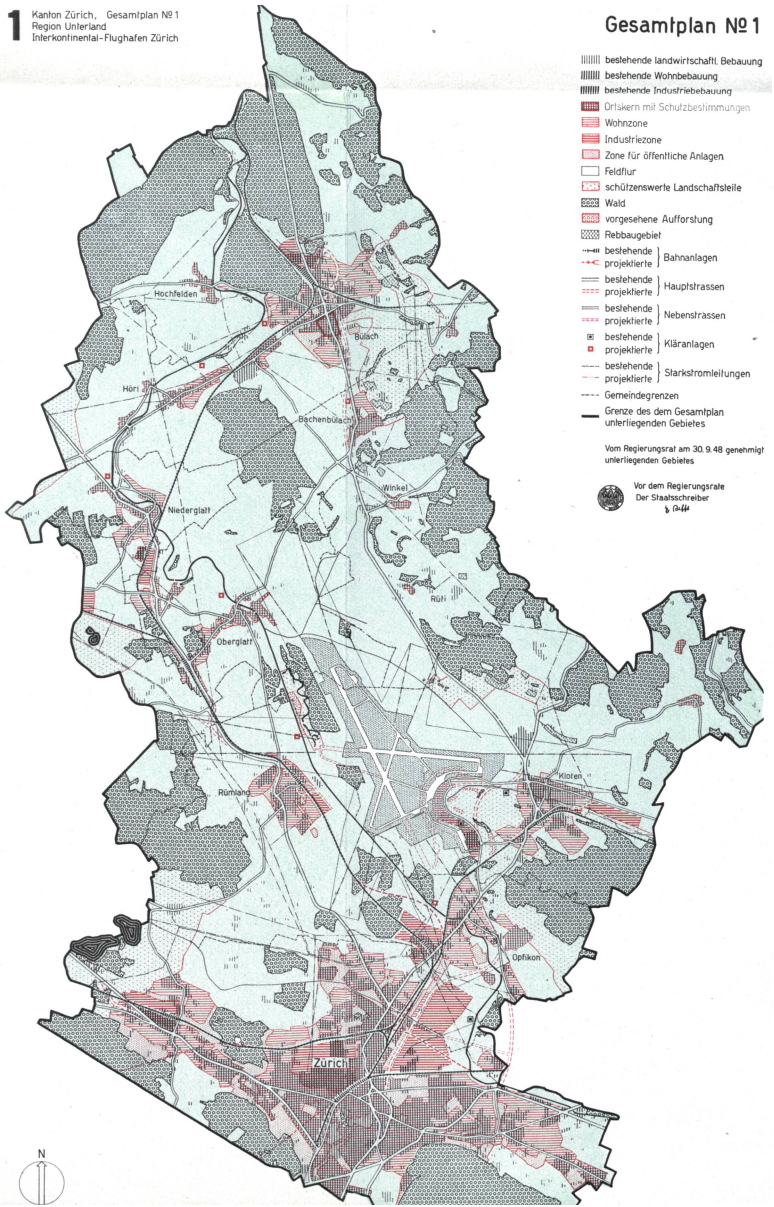 1
Kanton Zürich, Gesamtplan Nº 1
Region Unterland
Interkontinental-Flughafen Zürich
Gesamtplan Nº 1
bestehende landwirtschaftl. Bebauung
bestehende Wohnbebauung
bestehende Industriebebauung
Ortskern mit Schutzbestimmungen
Wohnzone
Industriezone
Zone für öffentliche Anlagen
Feldflur
schützenswerte Landschaftsteile
Wald
vorgesehene Aufforstung
Rebbaugebiet
bestehende
projektierte } Bahnanlagen
bestehende
projektierte } Hauptstrassen
bestehende
projektierte } Nebenstrassen
bestehende
projektierte } Kläranlagen
bestehende
projektierte } Starkstromleitungen
Gemeindegrenzen
Grenze des dem Gesamtplan
unterliegenden Gebietes
Vom Regierungsrat am 30.9.48 genehmigt
unterliegenden Gebietes
Vor dem Regierungsrate
Der Staatsschreiber
Hochfelden
Bülach
Höri
Bachenbülach
Winkel
Niederglatt
Rüti
Oberglatt
Kloten
Rümlang
Opfikon
Zürich
N